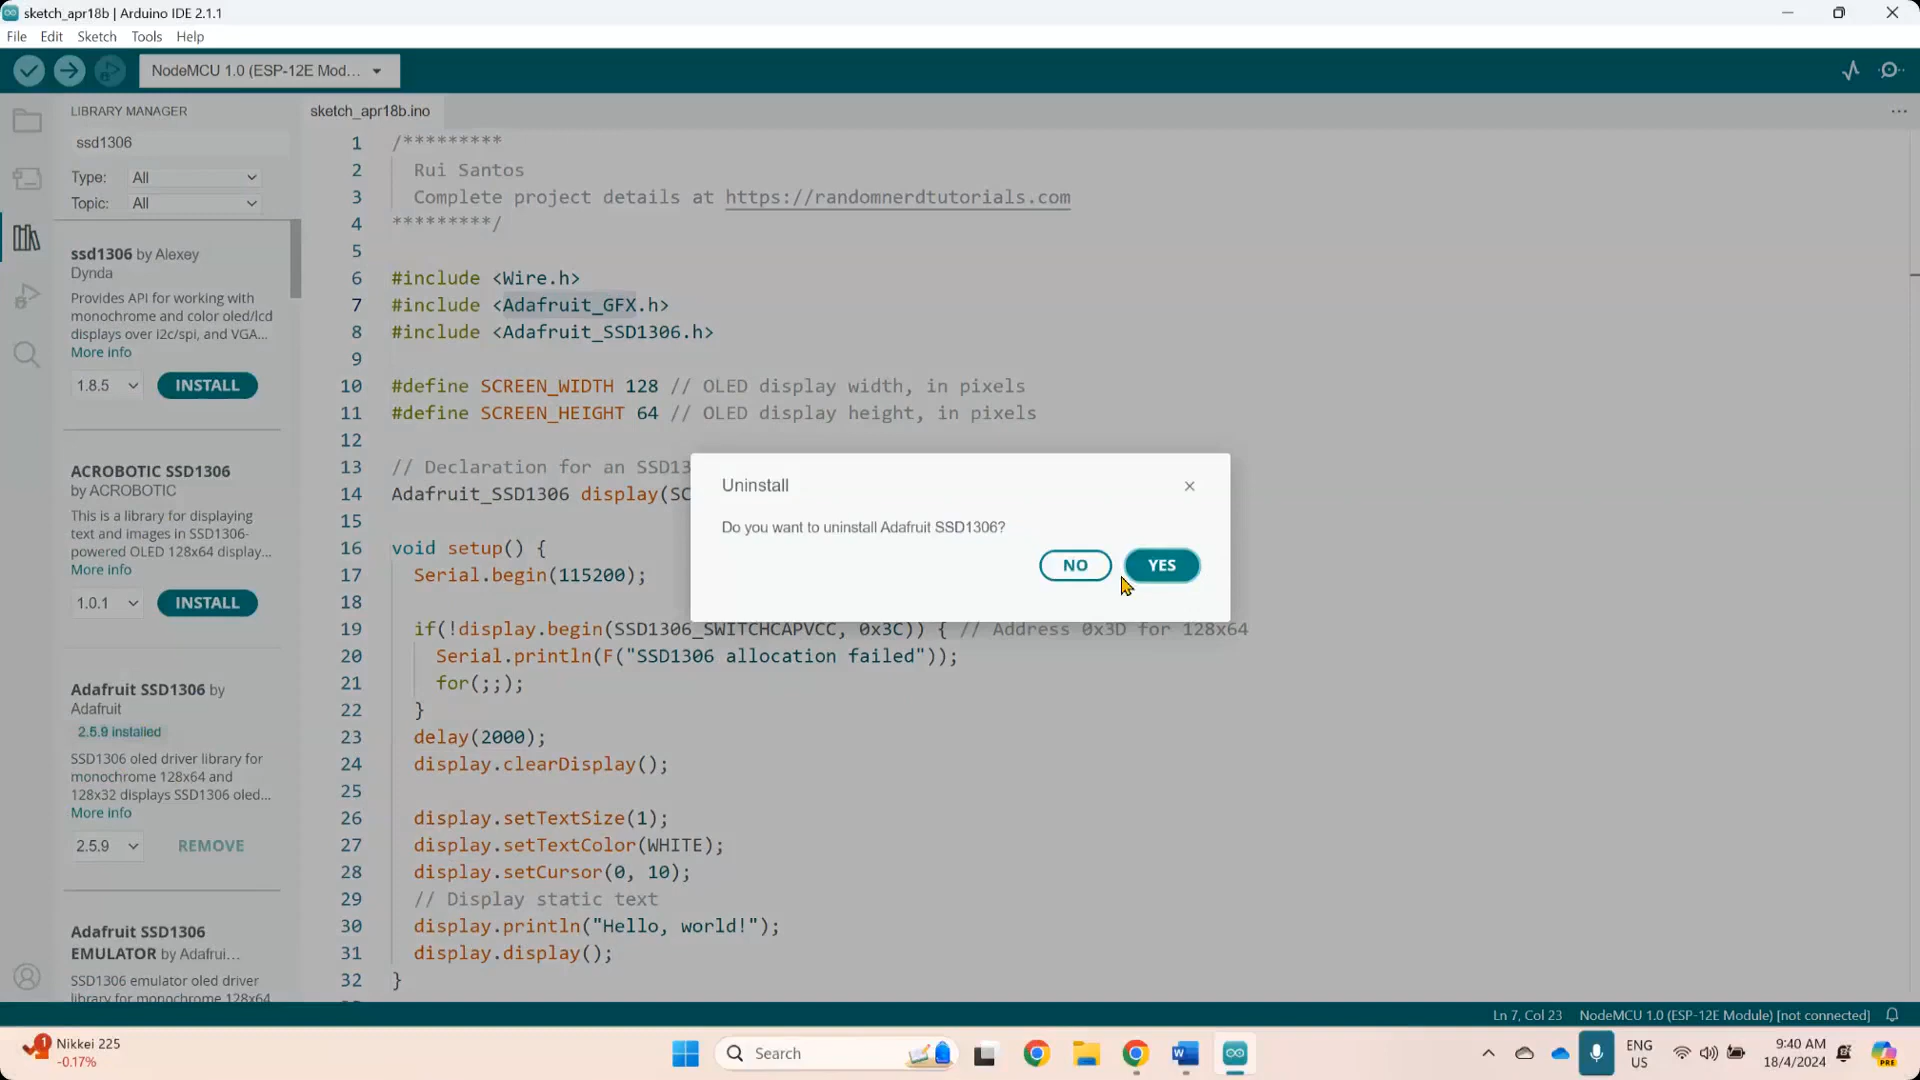 sketch_apr18b | Arduino IDE 2.1.1
File Edit Sketch Tools Help
NodeMCU 1.0 (ESP-12E Mod...
LIBRARY MANAGER
ssd1306
Type: All
Topic: All
ssd1306 by Alexey
Dynda
Provides API for working with
monochrome and color oled/lcd
displays over i2c/spi, and VGA...
More info
1.8.5 INSTALL
ACROBOTIC SSD1306
by ACROBOTIC
This is a library for displaying
text and images in SSD1306-
powered OLED 128x64 display...
More info
1.0.1 INSTALL
Adafruit SSD1306 by
Adafruit
2.5.9 installed
SSD1306 oled driver library for
monochrome 128x64 and
128x32 displays SSD1306 oled...
More info
2.5.9 REMOVE
Adafruit SSD1306
EMULATOR by Adafrui...
SSD1306 emulator oled driver
library for monochrome 128x64
sketch_apr18b.ino
1 /*********
2 Rui Santos
3 Complete project details at https://randomnerdtutorials.com
4 *********/
5
6 #include <Wire.h>
7 #include <Adafruit_GFX.h>
8 #include <Adafruit_SSD1306.h>
9
10 #define SCREEN_WIDTH 128 // OLED display width, in pixels
11 #define SCREEN_HEIGHT 64 // OLED display height, in pixels
12
13 // Declaration for an SSD13
14 Adafruit_SSD1306 display(SC
15
16 void setup() {
17 Serial.begin(115200);
18
19 if(!display.begin(SSD1306_SWITCHCAPVCC, 0x3C)) { // Address 0x3D for 128x64
20 Serial.println(F("SSD1306 allocation failed"));
21 for(;;);
22 }
23 delay(2000);
24 display.clearDisplay();
25
26 display.setTextSize(1);
27 display.setTextColor(WHITE);
28 display.setCursor(0, 10);
29 // Display static text
30 display.println("Hello, world!");
31 display.display();
32 }
Uninstall
Do you want to uninstall Adafruit SSD1306?
NO YES
Ln 7, Col 23 NodeMCU 1.0 (ESP-12E Module) [not connected]
1
Nikkei 225
-0.17%
Search
ENG
US
9:40 AM
18/4/2024
PRE